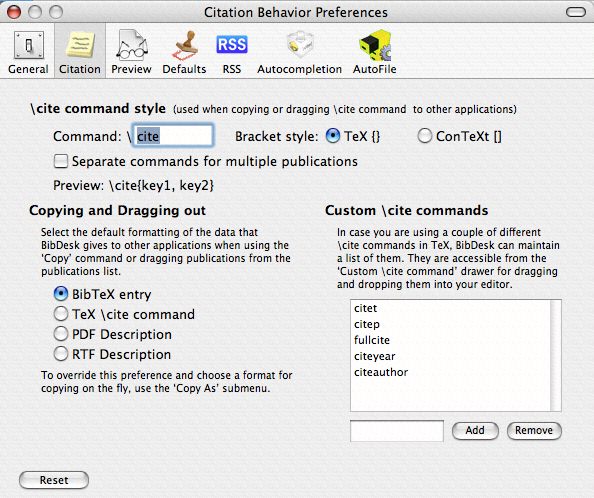 Citation Behavior Preferences
General Citation Preview Defaults RSS Autocompletion AutoFile
\cite command style (used when copying or dragging \cite command to other applications)
Command: \ cite Bracket style: TeX {} ConTeXt []
Separate commands for multiple publications
Preview: \cite{key1, key2}
Copying and Dragging out
Select the default formatting of the data that
BibDesk gives to other applications when using the
'Copy' command or dragging publications from the
publications list.
BibTeX entry
TeX \cite command
PDF Description
RTF Description
To override this preference and choose a format for
copying on the fly, use the 'Copy As' submenu.
Custom \cite commands
In case you are using a couple of different
\cite commands in TeX, BibDesk can maintain
a list of them. They are accessible from the
'Custom \cite command' drawer for dragging
and dropping them into your editor.
citet
citep
fullcite
citeyear
citeauthor
Add Remove
Reset